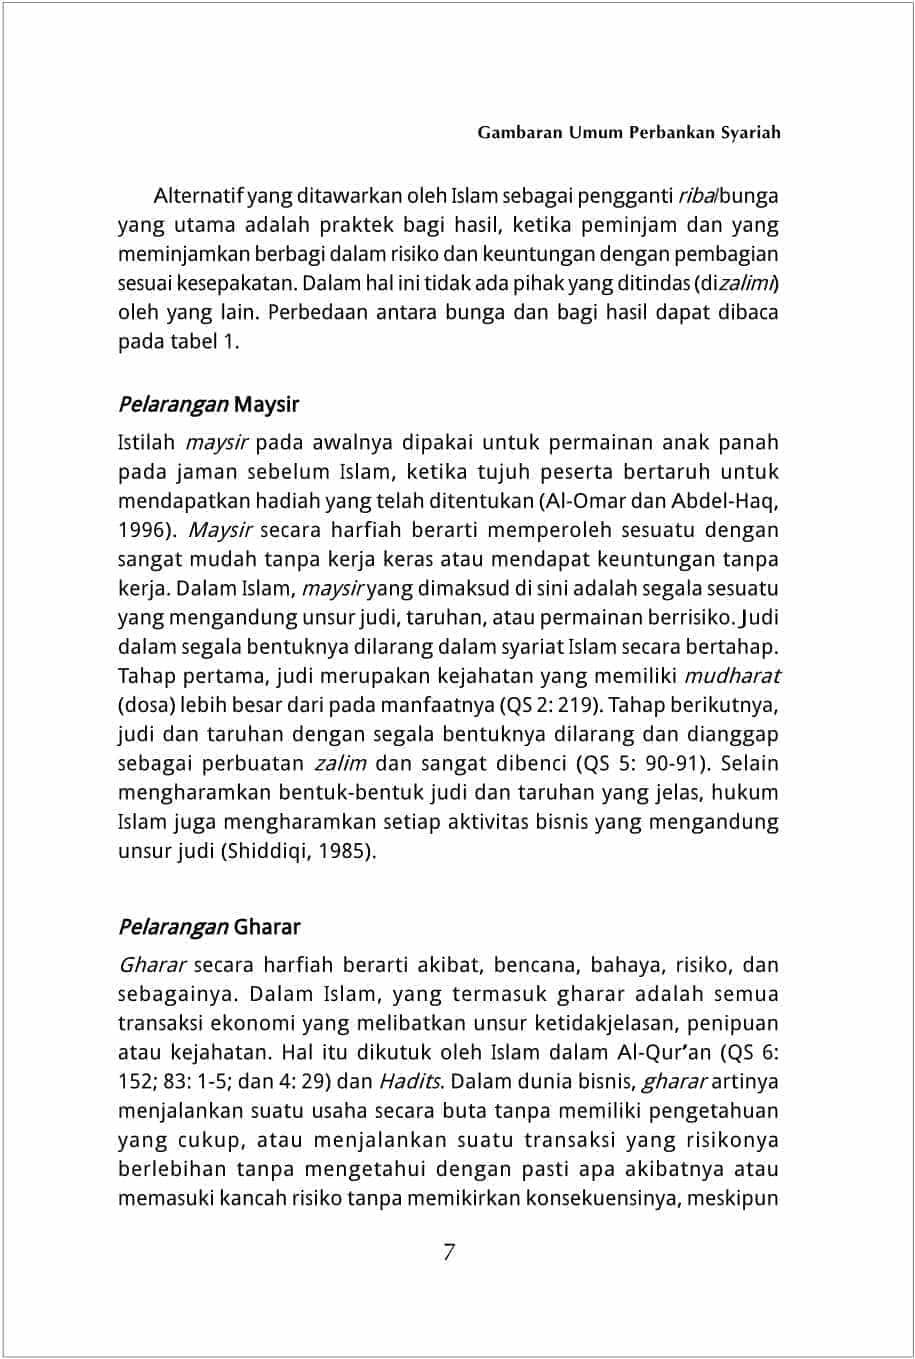 Gambaran Umum Perbankan Syariah
Alternatif yang ditawarkan oleh Islam sebagai pengganti riba/bunga
yang utama adalah praktek bagi hasil, ketika peminjam dan yang
meminjamkan berbagi dalam risiko dan keuntungan dengan pembagian
sesuai kesepakatan. Dalam hal ini tidak ada pihak yang ditindas (dizalimi)
oleh yang lain. Perbedaan antara bunga dan bagi hasil dapat dibaca
pada tabel 1.
Pelarangan Maysir
Istilah maysir pada awalnya dipakai untuk permainan anak panah
pada jaman sebelum Islam, ketika tujuh peserta bertaruh untuk
mendapatkan hadiah yang telah ditentukan (Al-Omar dan Abdel-Haq,
1996). Maysir secara harfiah berarti memperoleh sesuatu dengan
sangat mudah tanpa kerja keras atau mendapat keuntungan tanpa
kerja. Dalam Islam, maysir yang dimaksud di sini adalah segala sesuatu
yang mengandung unsur judi, taruhan, atau permainan berrisiko. Judi
dalam segala bentuknya dilarang dalam syariat Islam secara bertahap.
Tahap pertama, judi merupakan kejahatan yang memiliki mudharat
(dosa) lebih besar dari pada manfaatnya (QS 2: 219). Tahap berikutnya,
judi dan taruhan dengan segala bentuknya dilarang dan dianggap
sebagai perbuatan zalim dan sangat dibenci (QS 5: 90-91). Selain
mengharamkan bentuk-bentuk judi dan taruhan yang jelas, hukum
Islam juga mengharamkan setiap aktivitas bisnis yang mengandung
unsur judi (Shiddiqi, 1985).
Pelarangan Gharar
Gharar secara harfiah berarti akibat, bencana, bahaya, risiko, dan
sebagainya. Dalam Islam, yang termasuk gharar adalah semua
transaksi ekonomi yang melibatkan unsur ketidakjelasan, penipuan
atau kejahatan. Hal itu dikutuk oleh Islam dalam Al-Qur’an (QS 6:
152; 83: 1-5; dan 4: 29) dan Hadits. Dalam dunia bisnis, gharar artinya
menjalankan suatu usaha secara buta tanpa memiliki pengetahuan
yang cukup, atau menjalankan suatu transaksi yang risikonya
berlebihan tanpa mengetahui dengan pasti apa akibatnya atau
memasuki kancah risiko tanpa memikirkan konsekuensinya, meskipun
7